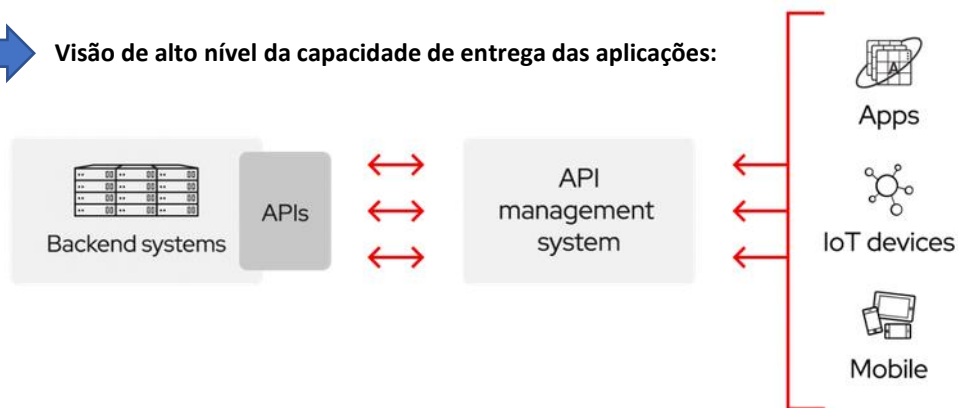 Visão de alto nível da capacidade de entrega das aplicações:
Backend systems
APIs
API
management
system
A
Apps
IoT devices
Mobile